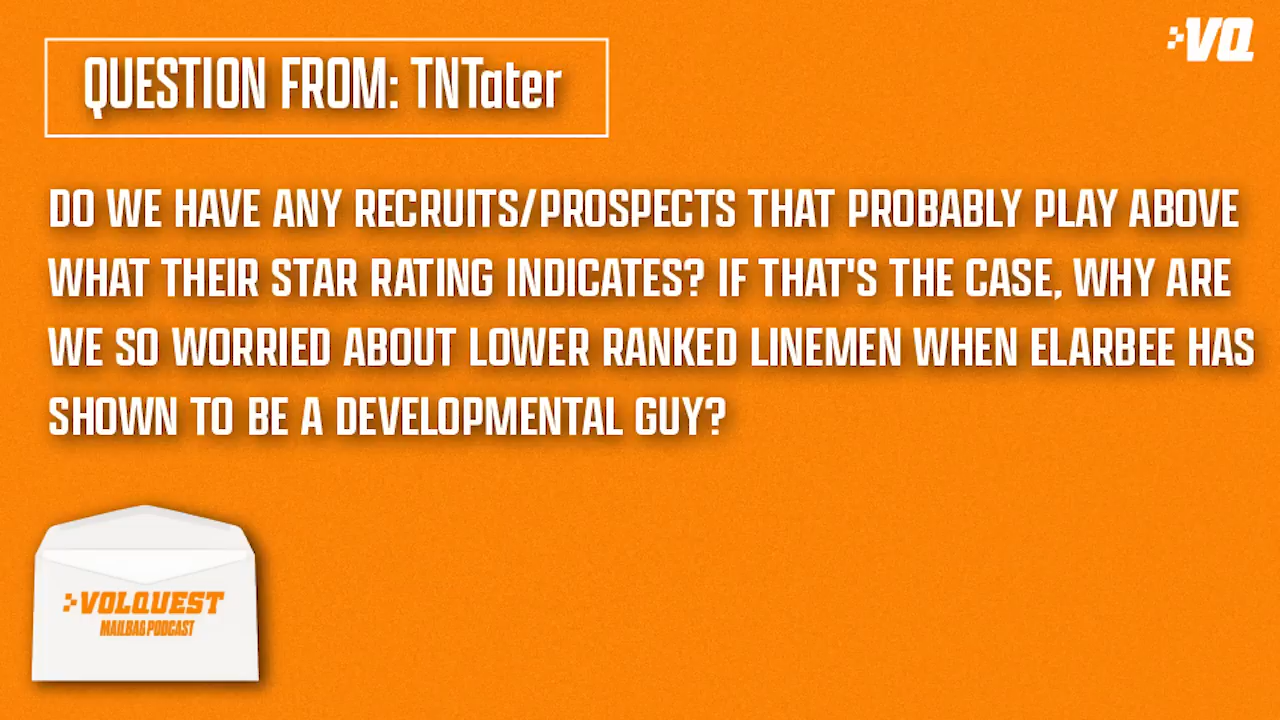 VQ
QUESTION FROM: TNTater
DO WE HAVE ANY RECRUITS/PROSPECTS THAT PROBABLY PLAY ABOVE
WHAT THEIR STAR RATING INDICATES? IF THAT'S THE CASE, WHY ARE
WE SO WORRIED ABOUT LOWER RANKED LINEMEN WHEN ELARBEE HAS
SHOWN TO BE A DEVELOPMENTAL GUY?
VOLQUEST
MAILBAG PODCAST